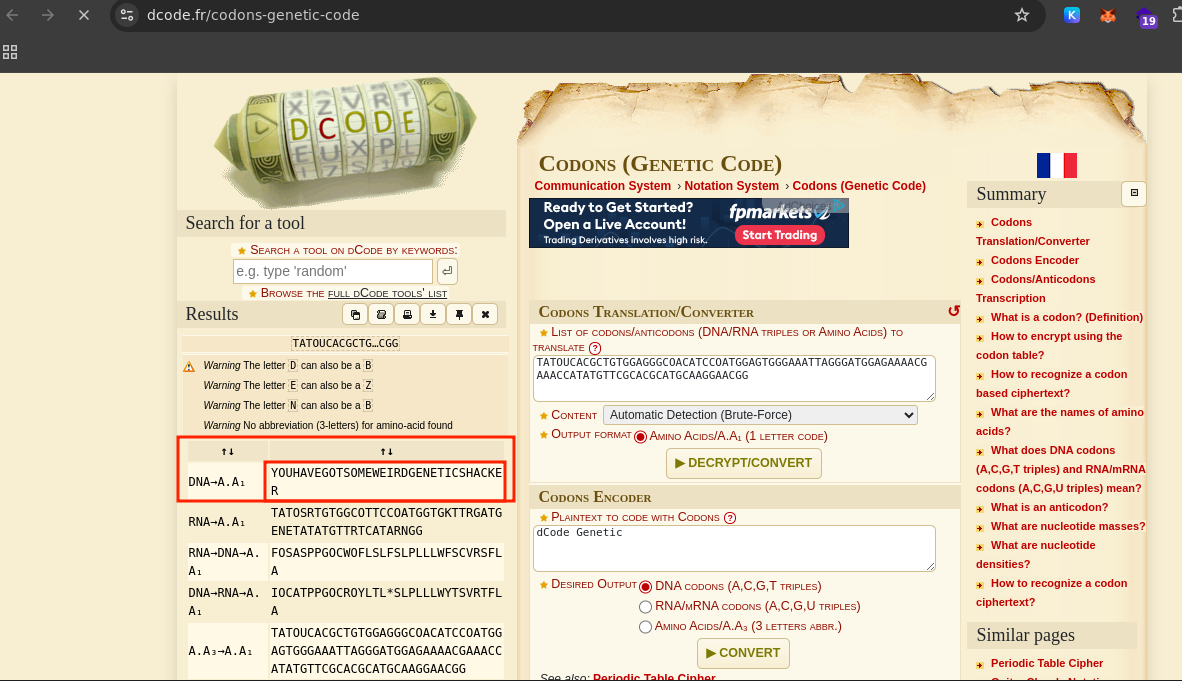 dcode.fr/codons-genetic-code
K
19
X Z V R T
D C O D E
Search for a tool
Search a tool on dCode by keywords:
e.g. type 'random'
Browse the full dCode tools' list
Results
TATOUCACGCTG…CGG
Warning The letter D can also be a B
Warning The letter E can also be a Z
Warning The letter N can also be a B
Warning No abbreviation (3-letters) for amino-acid found
↑↓ ↑↓
DNA→A.A₁ YOUHAVEGOTSOMEWEIRDGENETICSHACKE
R
RNA→A.A₁ TATOSRTGTGGCOTTCCOATGGTGKTTRGATG
ENETATATGTTRTCATARNGG
RNA→DNA→A.
A₁ FOSASPPGOCWOFLSLFSLPLLLWFSCVRSFL
A
DNA→RNA→A.
A₁ IOCATPPGOCROYLTL*SLPLLLWYTSVRTFL
A
A.A₃→A.A₁ TATOUCACGCTGTGGAGGGCOACATCCOATGG
AGTGGGAAATTAGGGATGGAGAAAACGAAACC
ATATGTTCGCACGCATGCAAGGAACGG
Codons (Genetic Code)
Communication System › Notation System › Codons (Genetic Code)
Ready to Get Started?
Open a Live Account!
Trading Derivatives involves high risk.
fpmarkets
AdChoices
Start Trading
Codons Translation/Converter
List of codons/anticodons (DNA/RNA triples or Amino Acids) to
translate ?
TATOUCACGCTGTGGAGGGCOACATCCOATGGAGTGGGAAATTAGGGATGGAGAAAACG
AAACCATATGTTCGCACGCATGCAAGGAACGG
Content Automatic Detection (Brute-Force)
Output format Amino Acids/A.A₁ (1 letter code)
▶ DECRYPT/CONVERT
Codons Encoder
Plaintext to code with Codons ?
dCode Genetic
Desired Output DNA codons (A,C,G,T triples)
RNA/mRNA codons (A,C,G,U triples)
Amino Acids/A.A₃ (3 letters abbr.)
▶ CONVERT
See also: Periodic Table Cipher
Summary
Codons
Translation/Converter
Codons Encoder
Codons/Anticodons
Transcription
What is a codon? (Definition)
How to encrypt using the
codon table?
How to recognize a codon
based ciphertext?
What are the names of amino
acids?
What does DNA codons
(A,C,G,T triples) and RNA/mRNA
codons (A,C,G,U triples) mean?
What is an anticodon?
What are nucleotide masses?
What are nucleotide
densities?
How to recognize a codon
ciphertext?
Similar pages
Periodic Table Cipher